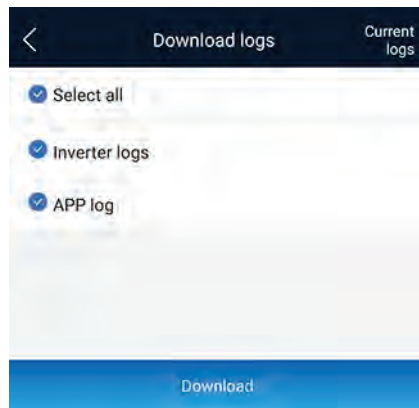 Download logs
Current
logs
Select all
Inverter logs
APP log
Download